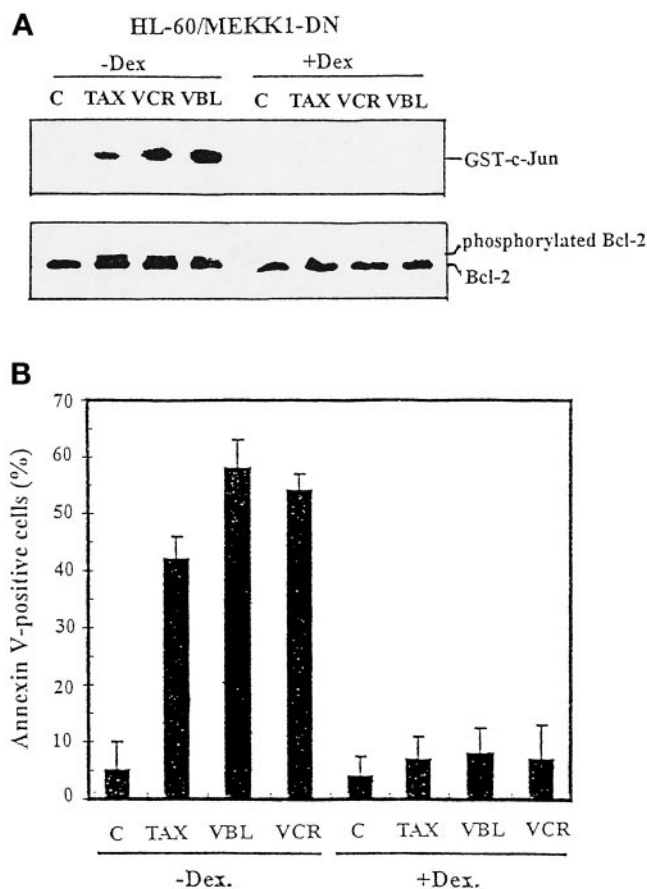 A
HL-60/MEKK1-DN
-Dex +Dex
C TAX VCR VBL C TAX VCR VBL
GST-c-Jun
phosphorylated Bcl-2
Bcl-2
B
Annexin V-positive cells (%)
70
60
50
40
30
20
10
0
C TAX VBL VCR C TAX VBL VCR
-Dex. +Dex.